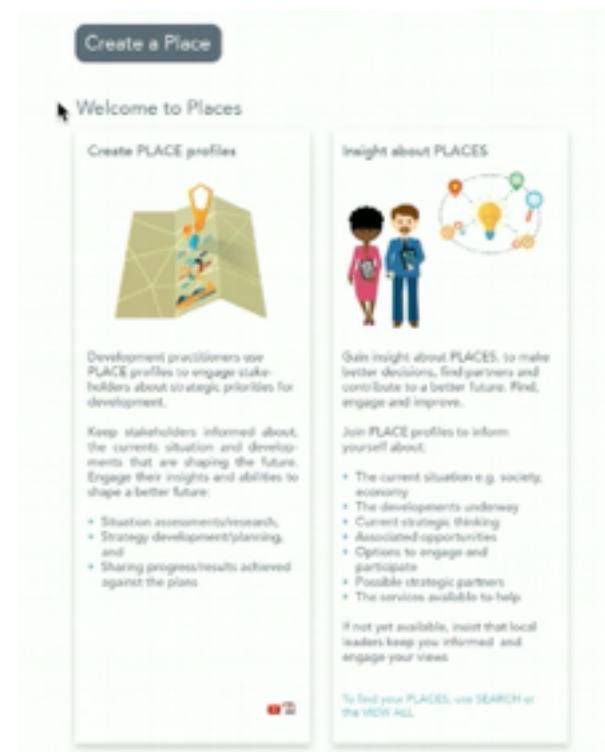 Create a Place
Welcome to Places
Create PLACE profiles
Development practitioners use
PLACE profiles to engage stake-
holders about strategic priorities for
development.
Keep stakeholders informed about,
the currents situation and develop-
ments that are shaping the future.
Engage their insights and abilities to
shape a better future:
• Situation assessments/research,
• Strategy development/planning,
and
• Sharing progress/results achieved
against the plans
Insight about PLACES
Gain insight about PLACES, to make
better decisions, find partners and
contribute to a better future. Find,
engage and improve.
Join PLACE profiles to inform
yourself about:
• The current situation e.g. society,
economy
• The developments underway
• Current strategic thinking
• Associated opportunities
• Options to engage and
participate
• Possible strategic partners
• The services available to help
If not yet available, insist that local
leaders keep you informed and
engage your views
To find your PLACES, use SEARCH or
the VIEW ALL